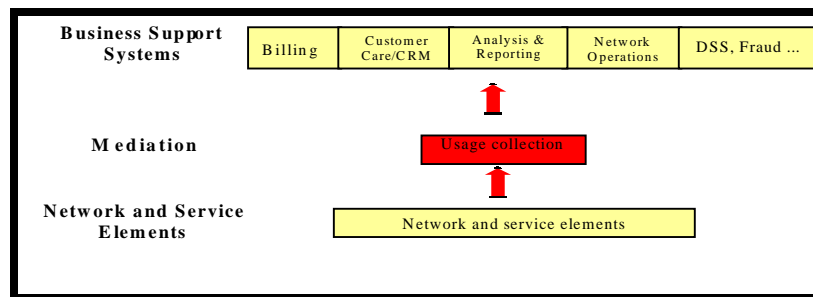 Business Support
Systems
Billing
Customer
Care/CRM
Analysis &
Reporting
Network
Operations
DSS, Fraud ...
Mediation
Usage collection
Network and Service
Elements
Network and service elements